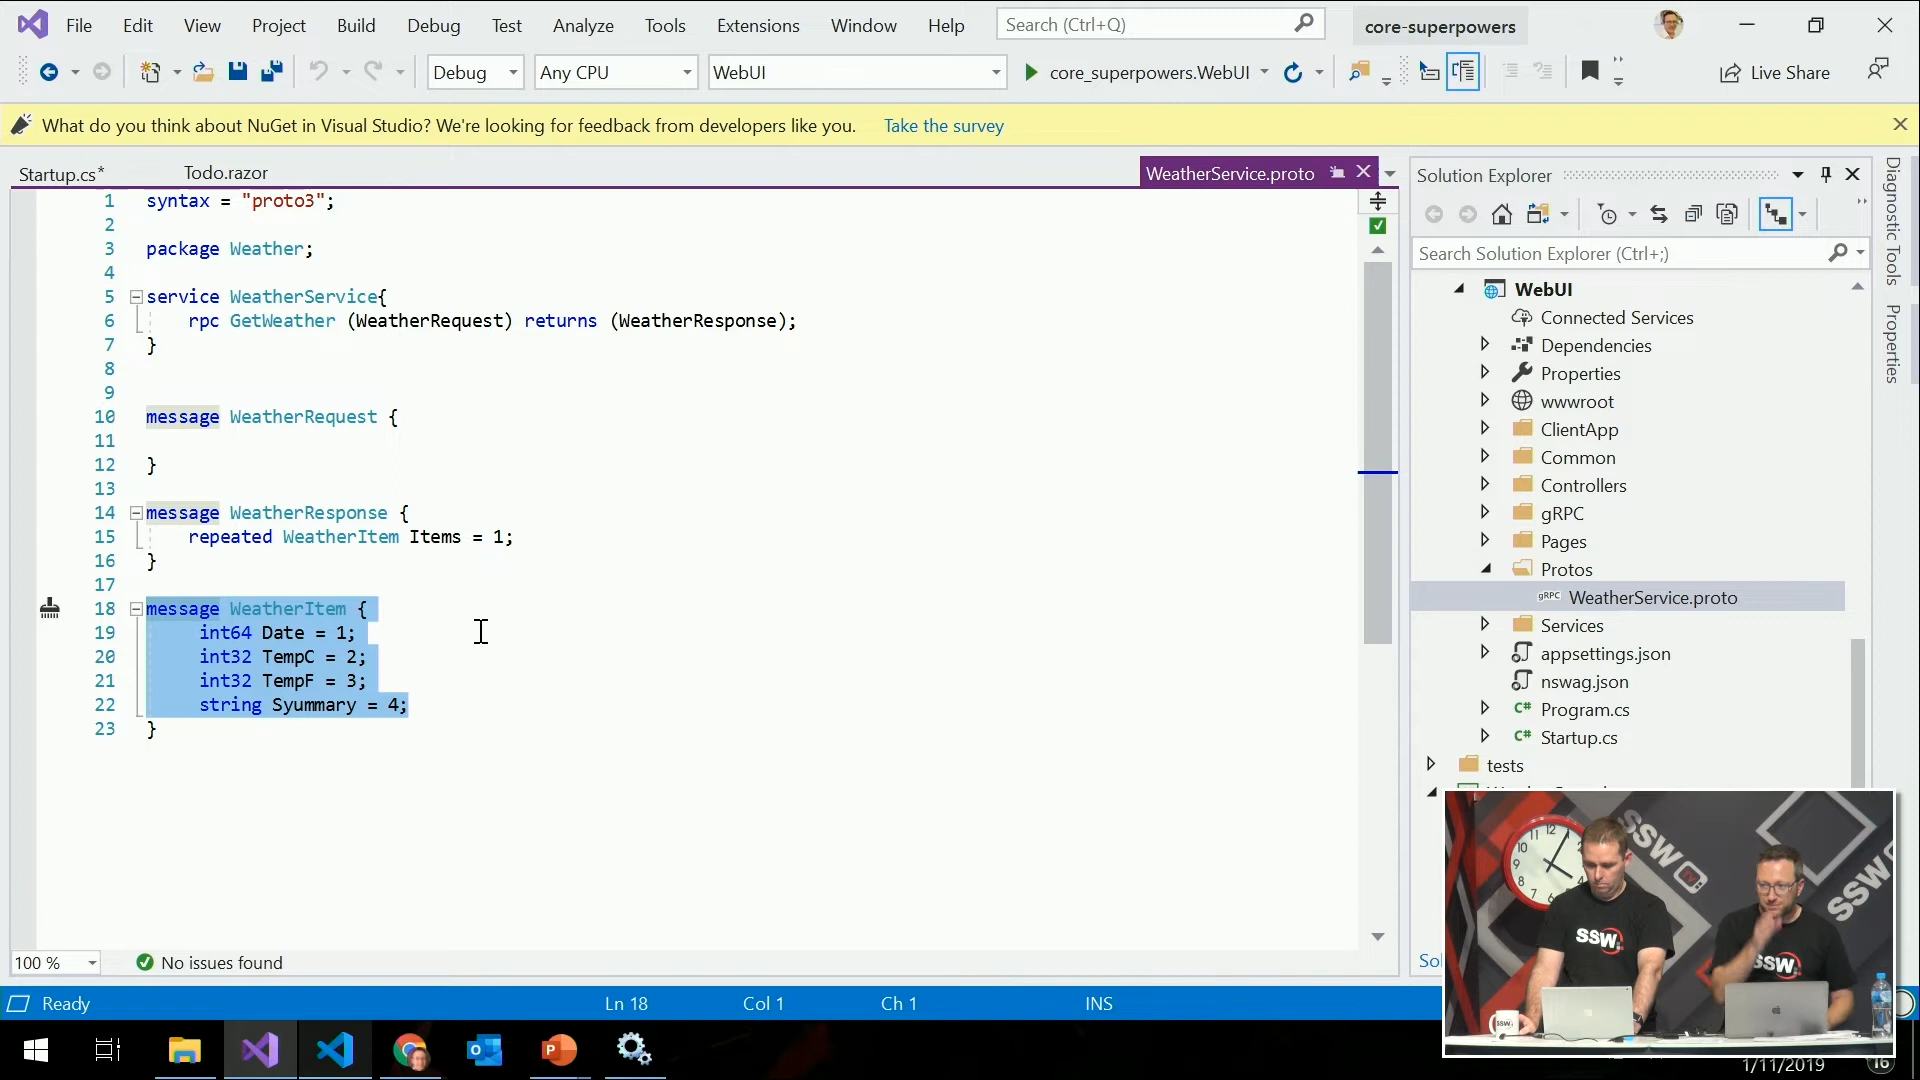 File Edit View Project Build Debug Test Analyze Tools Extensions Window Help Search (Ctrl+Q) core-superpowers
Debug Any CPU WebUI core_superpowers.WebUI Live Share
What do you think about NuGet in Visual Studio? We're looking for feedback from developers like you. Take the survey
Startup.cs* Todo.razor WeatherService.proto
1 syntax = "proto3";
2
3 package Weather;
4
5 service WeatherService{
6 rpc GetWeather (WeatherRequest) returns (WeatherResponse);
7 }
8
9
10 message WeatherRequest {
11
12 }
13
14 message WeatherResponse {
15 repeated WeatherItem Items = 1;
16 }
17
18 message WeatherItem {
19 int64 Date = 1;
20 int32 TempC = 2;
21 int32 TempF = 3;
22 string Syummary = 4;
23 }
100 % No issues found
Solution Explorer
Search Solution Explorer (Ctrl+;)
WebUI
Connected Services
Dependencies
Properties
wwwroot
ClientApp
Common
Controllers
gRPC
Pages
Protos
gRPC WeatherService.proto
Services
appsettings.json
nswag.json
C# Program.cs
C# Startup.cs
tests
Sol
Diagnostic Tools
Properties
Ready Ln 18 Col 1 Ch 1 INS
SSW TV
SSW
SSW
SSW
SSW
1/11/2019
16